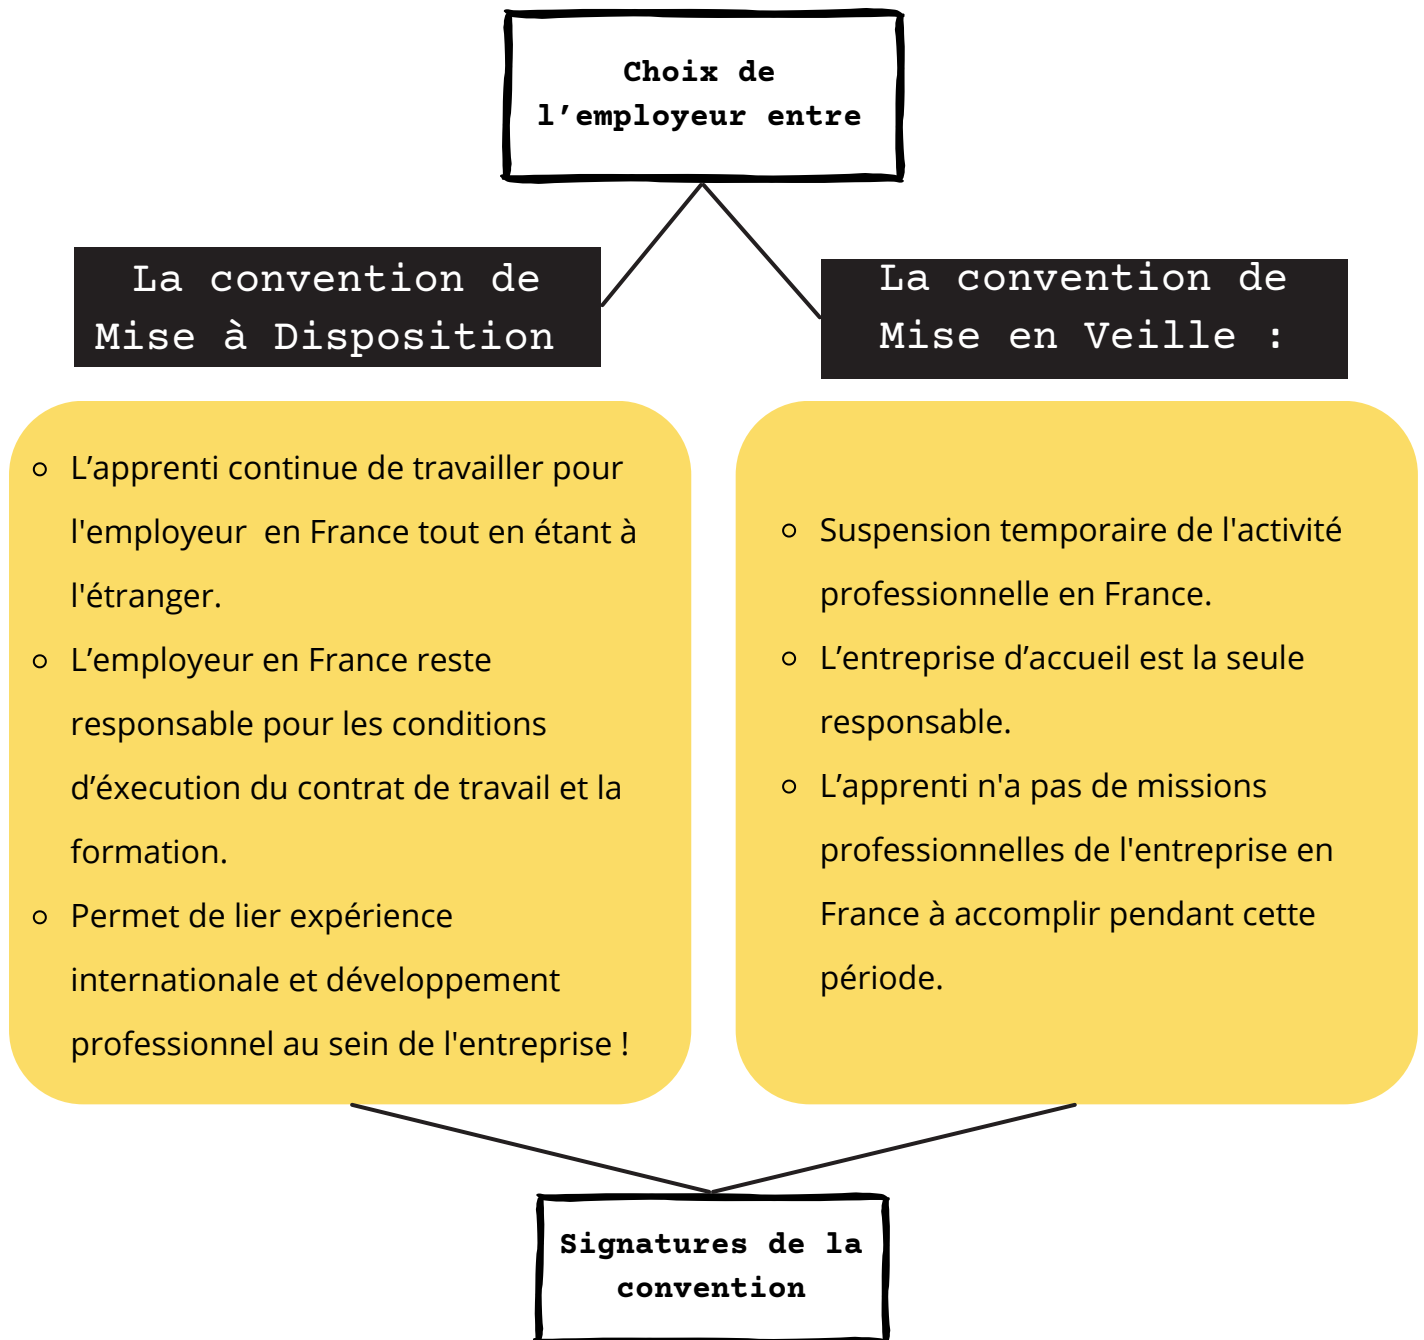 Choix de
l’employeur entre
La convention de
Mise à Disposition
La convention de
Mise en Veille :
L’apprenti continue de travailler pour
l'employeur en France tout en étant à
l'étranger.
L’employeur en France reste
responsable pour les conditions
d’éxecution du contrat de travail et la
formation.
Permet de lier expérience
internationale et développement
professionnel au sein de l'entreprise !
Suspension temporaire de l'activité
professionnelle en France.
L’entreprise d’accueil est la seule
responsable.
L’apprenti n'a pas de missions
professionnelles de l'entreprise en
France à accomplir pendant cette
période.
Signatures de la
convention